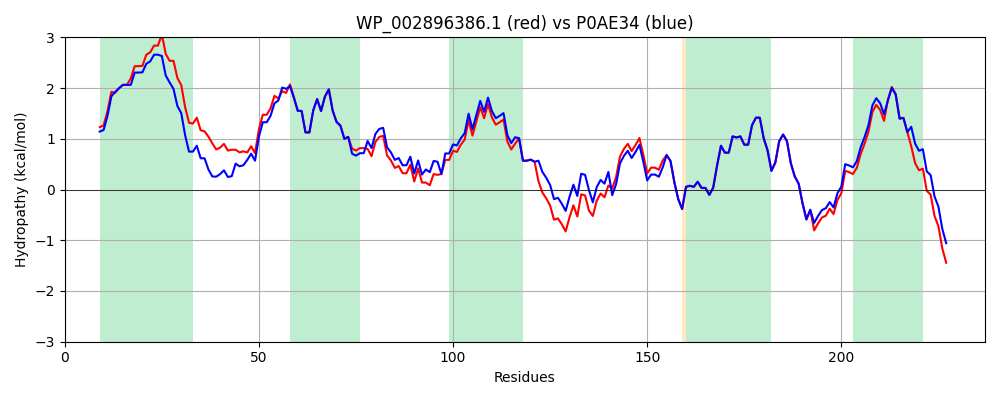 WP_002896386.1 (red) vs P0AE34 (blue)
Hydropathy (kcal/mol)
3
2
1
0
−1
−2
−3
0 50 100 150 200
Residues